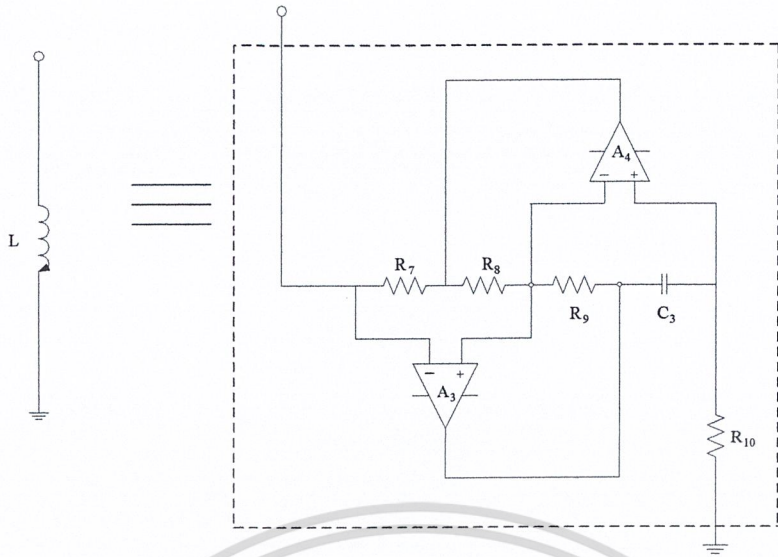 L
A₄
− +
R₇ R₈
R₉ C₃
− +
A₃
R₁₀